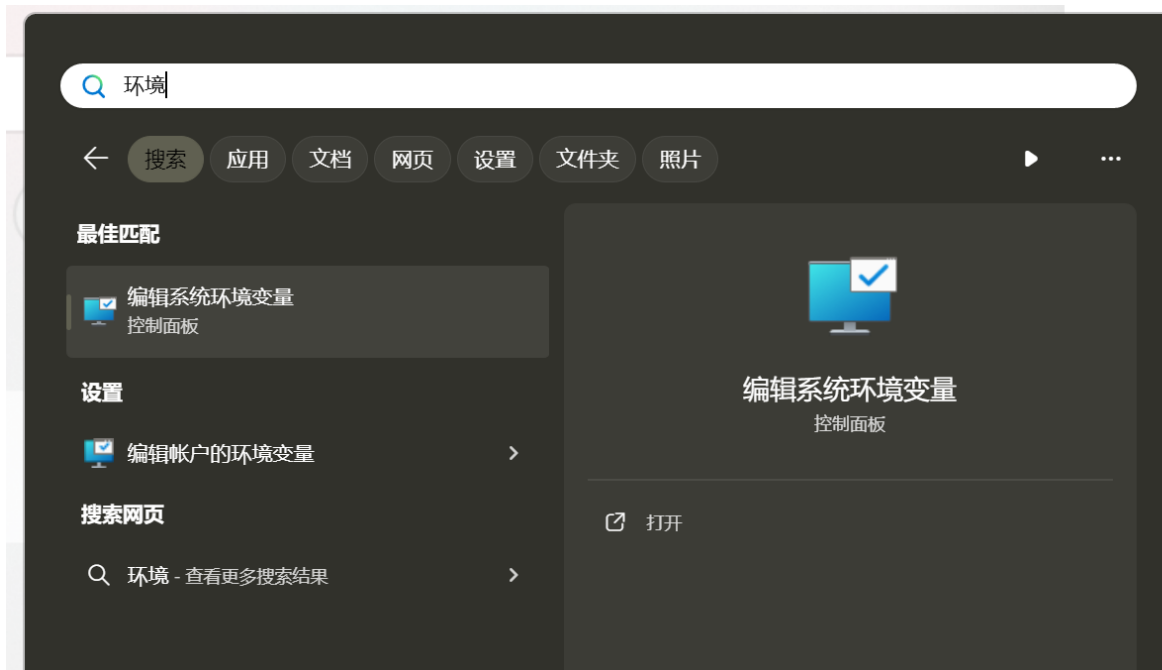 环境
搜索
应用
文档
网页
设置
文件夹
照片
最佳匹配
编辑系统环境变量
控制面板
设置
编辑帐户的环境变量
搜索网页
环境 - 查看更多搜索结果
编辑系统环境变量
控制面板
打开